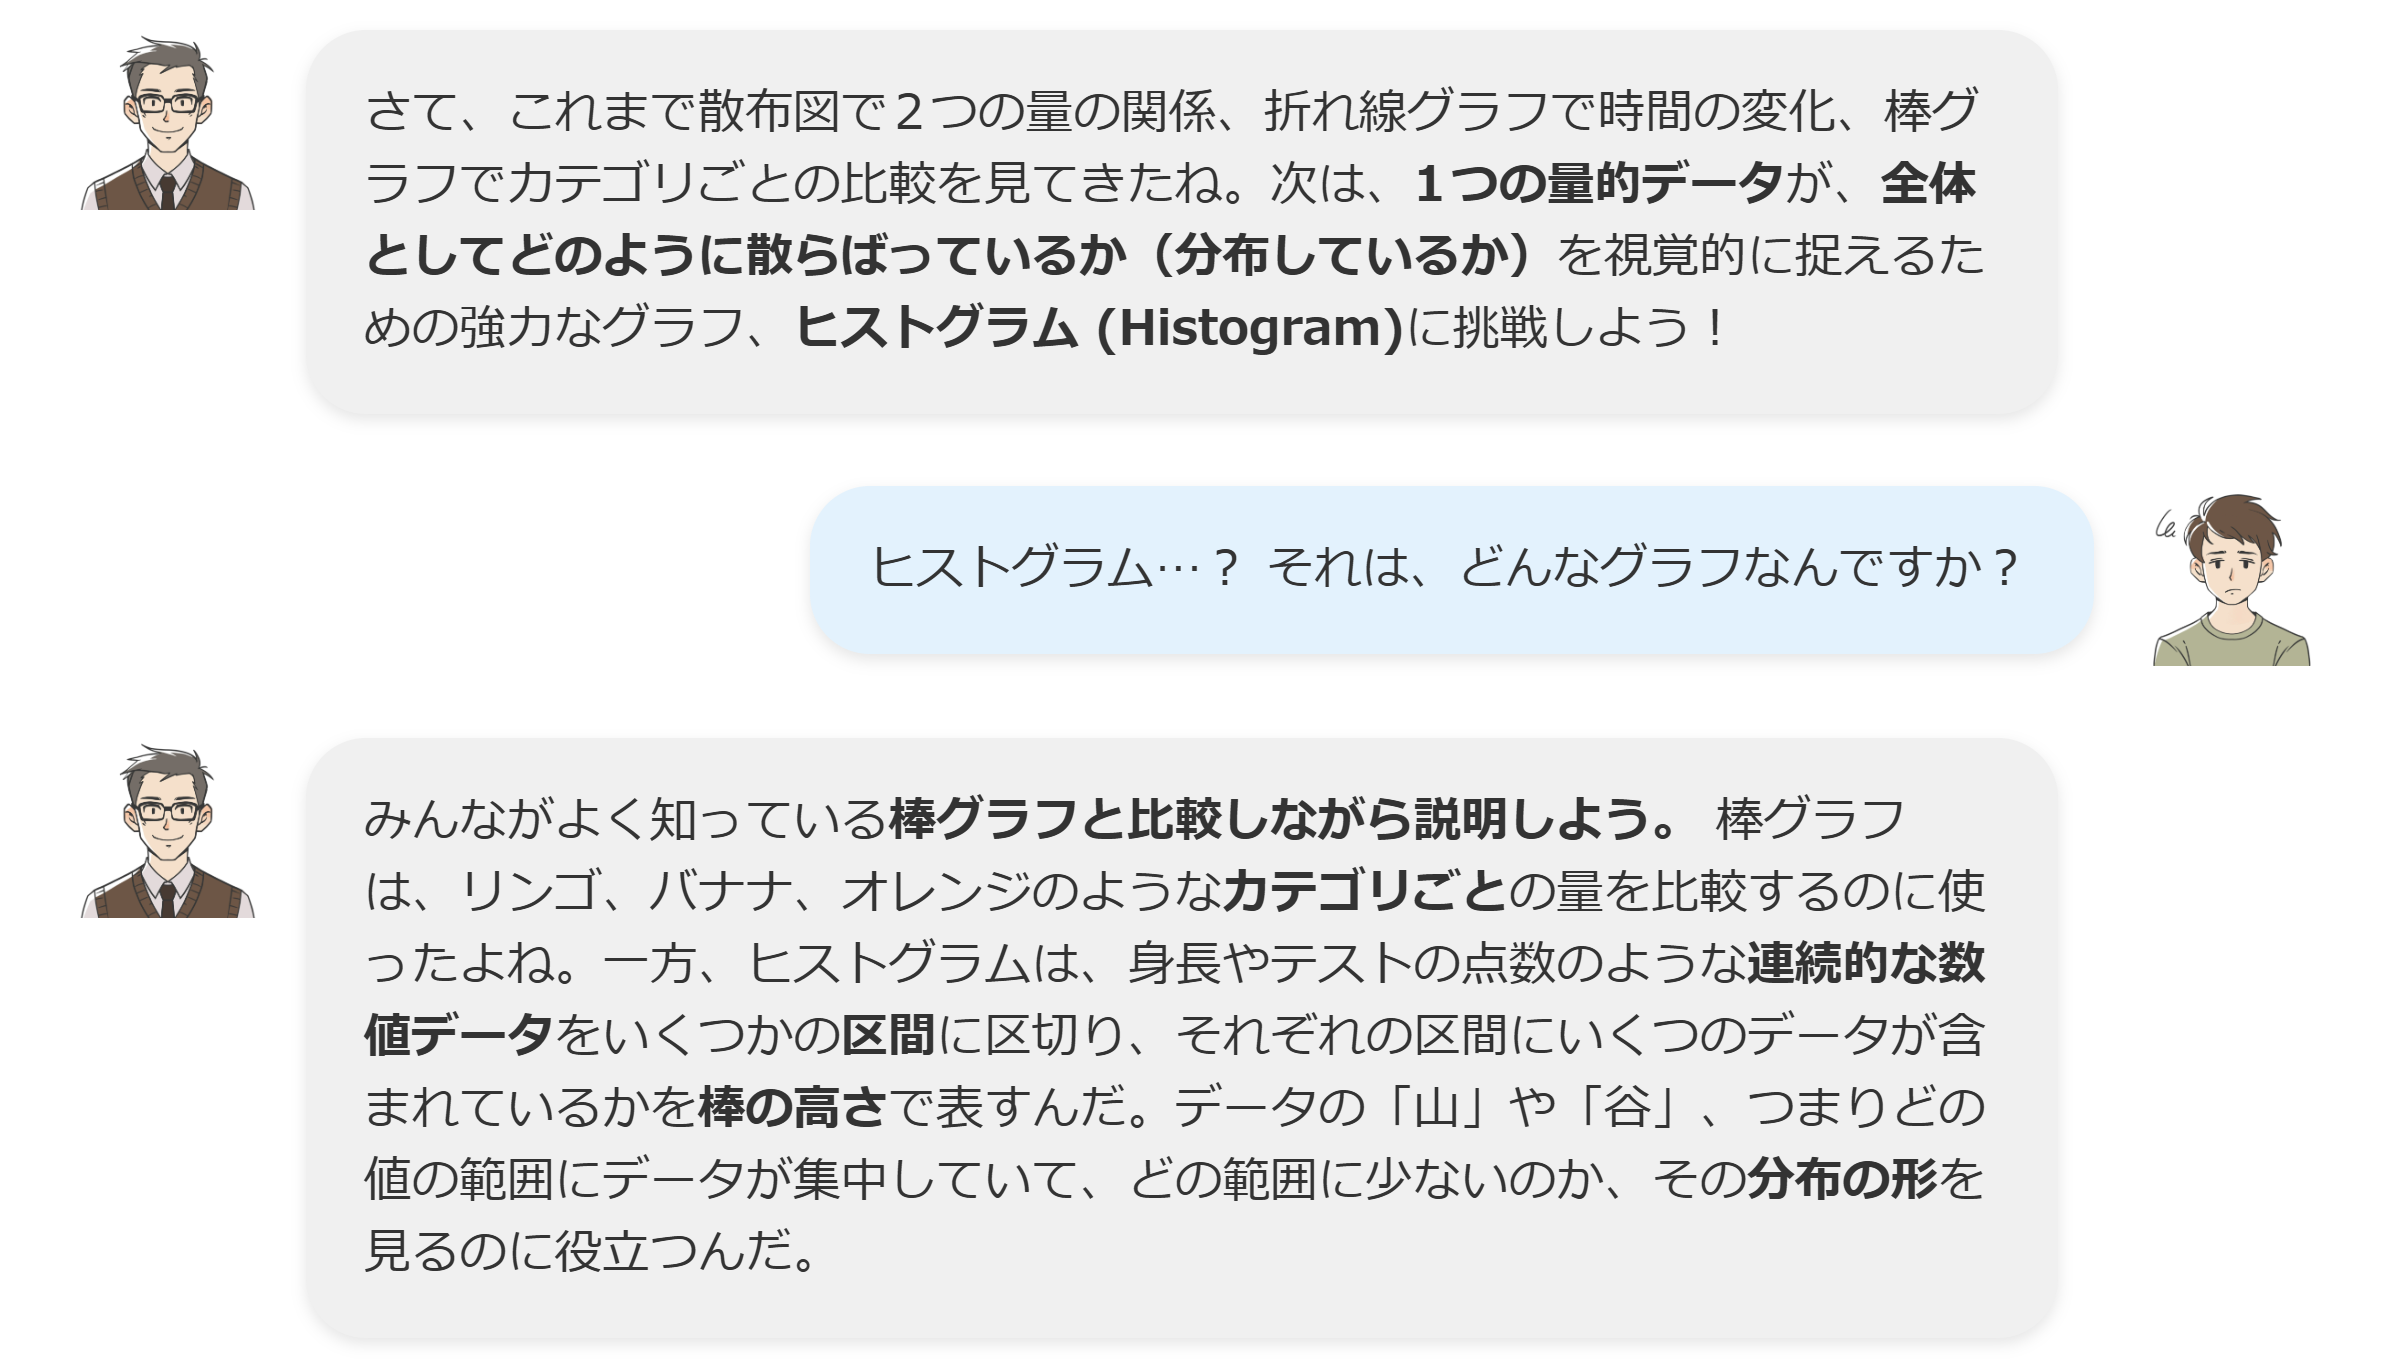 さて、これまで散布図で２つの量の関係、折れ線グラフで時間の変化、棒グ
ラフでカテゴリごとの比較を見てきたね。次は、１つの量的データが、全体
としてどのように散らばっているか（分布しているか）を視覚的に捉えるた
めの強力なグラフ、ヒストグラム (Histogram)に挑戦しよう！
ヒストグラム…？ それは、どんなグラフなんですか？
みんながよく知っている棒グラフと比較しながら説明しよう。 棒グラフ
は、リンゴ、バナナ、オレンジのようなカテゴリごとの量を比較するのに使
ったよね。一方、ヒストグラムは、身長やテストの点数のような連続的な数
値データをいくつかの区間に区切り、それぞれの区間にいくつのデータが含
まれているかを棒の高さで表すんだ。データの「山」や「谷」、つまりどの
値の範囲にデータが集中していて、どの範囲に少ないのか、その分布の形を
見るのに役立つんだ。